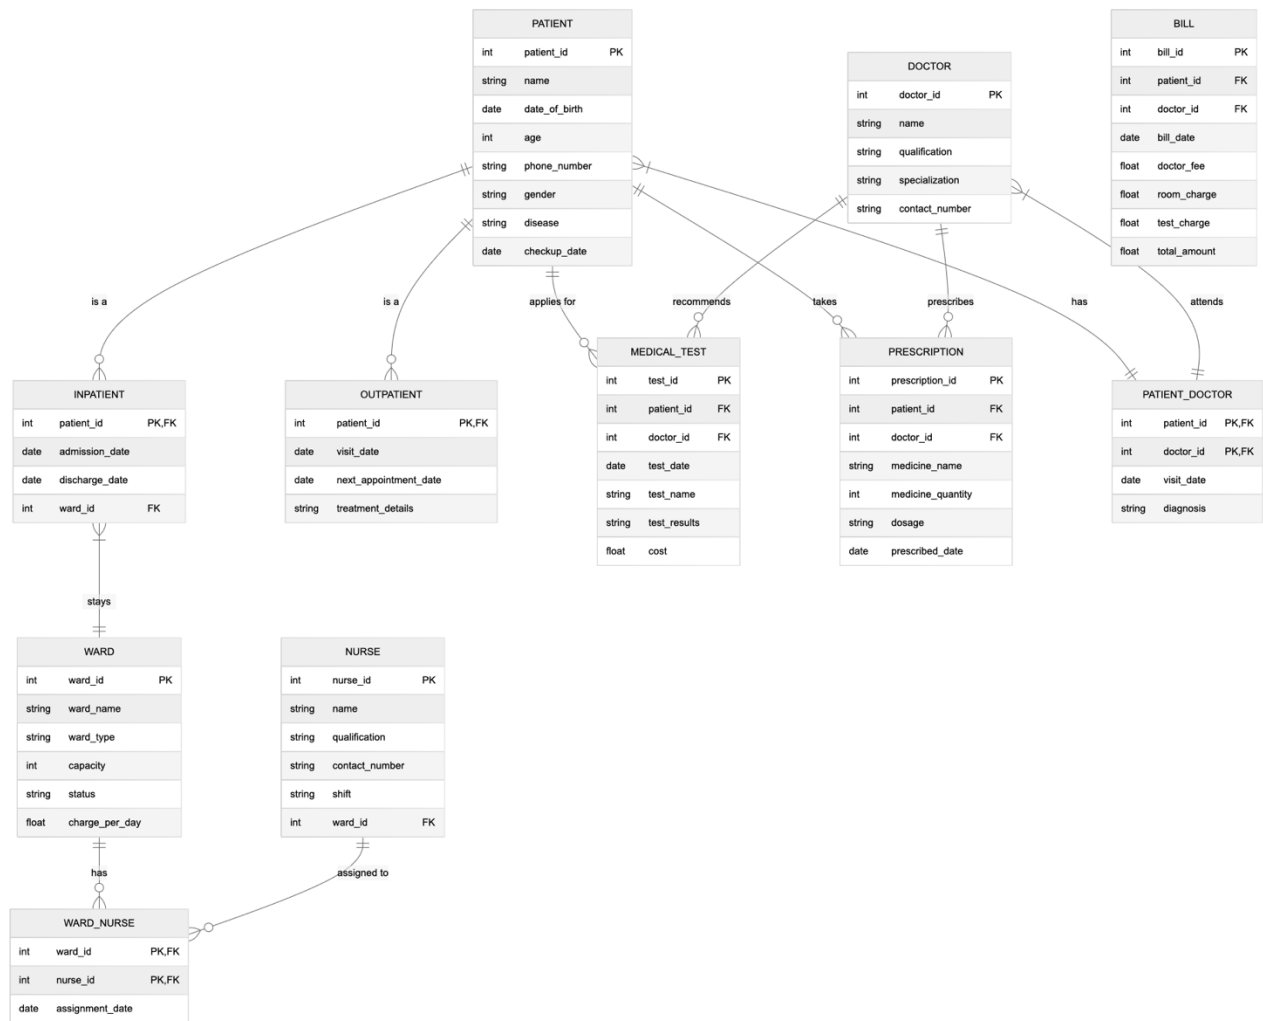 PATIENT
int patient_id PK
string name
date date_of_birth
int age
string phone_number
string gender
string disease
date checkup_date
DOCTOR
int doctor_id PK
string name
string qualification
string specialization
string contact_number
BILL
int bill_id PK
int patient_id FK
int doctor_id FK
date bill_date
float doctor_fee
float room_charge
float test_charge
float total_amount
is a
is a
applies for
recommends
takes
prescribes
has
attends
INPATIENT
int patient_id PK,FK
date admission_date
date discharge_date
int ward_id FK
OUTPATIENT
int patient_id PK,FK
date visit_date
date next_appointment_date
string treatment_details
MEDICAL_TEST
int test_id PK
int patient_id FK
int doctor_id FK
date test_date
string test_name
string test_results
float cost
PRESCRIPTION
int prescription_id PK
int patient_id FK
int doctor_id FK
string medicine_name
int medicine_quantity
string dosage
date prescribed_date
PATIENT_DOCTOR
int patient_id PK,FK
int doctor_id PK,FK
date visit_date
string diagnosis
stays
WARD
int ward_id PK
string ward_name
string ward_type
int capacity
string status
float charge_per_day
NURSE
int nurse_id PK
string name
string qualification
string contact_number
string shift
int ward_id FK
has
assigned to
WARD_NURSE
int ward_id PK,FK
int nurse_id PK,FK
date assignment_date